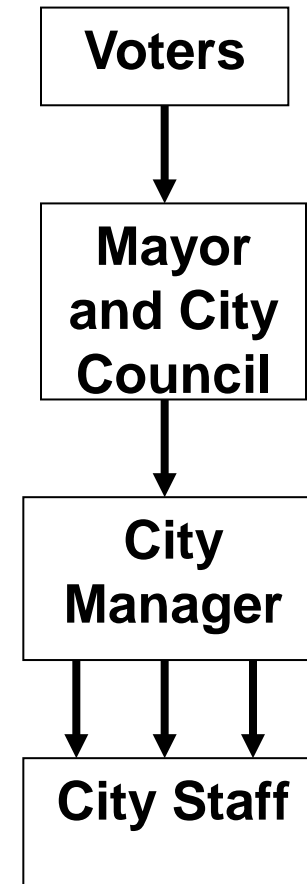 Voters
Mayor
and City
Council
City
Manager
City Staff